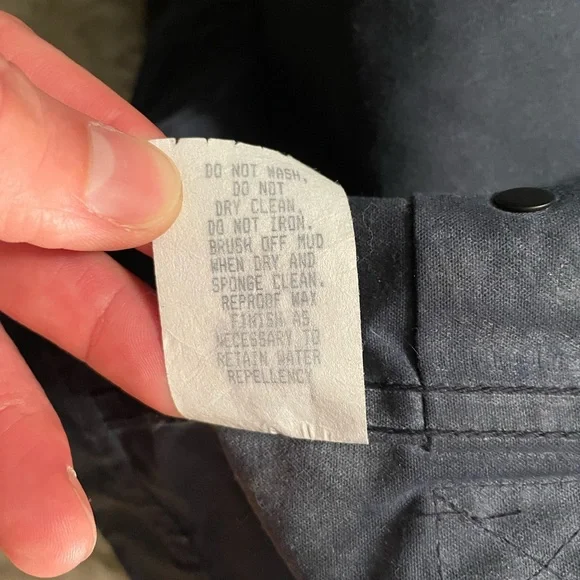 DO NOT WASH.
DO NOT
DRY CLEAN.
DO NOT IRON.
BRUSH OFF MUD
WHEN DRY AND
SPONGE CLEAN.
REPROOF WAX
FINISH AS
NECESSARY TO
RETAIN WATER
REPELLENCY